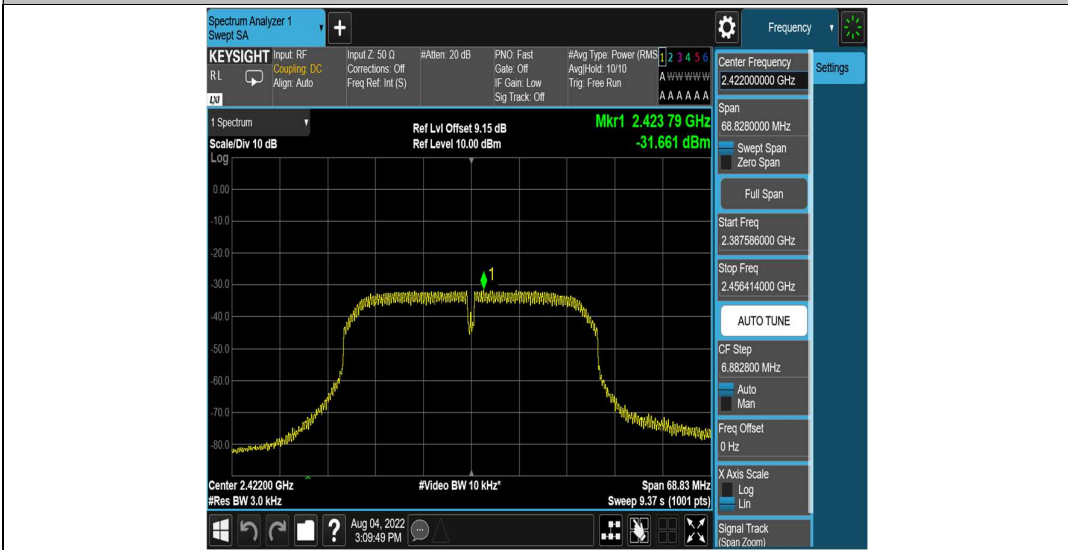 Spectrum Analyzer 1
Swept SA
+
Frequency
KEYSIGHT Input: RF Input Z: 50 Ω #Atten: 20 dB PNO: Fast #Avg Type: Power (RMS 1 2 3 4 5 6
RL Coupling: DC Corrections: Off Gate: Off Avg|Hold: 10/10 A W W W W W
Align: Auto Freq Ref: Int (S) IF Gain: Low Trig: Free Run
LXI Sig Track: Off A A A A A A
1 Spectrum
Ref Lvl Offset 9.15 dB Mkr1 2.423 79 GHz
Scale/Div 10 dB Ref Level 10.00 dBm -31.661 dBm
Log
0.00
-10.0
-20.0
-30.0
1
-40.0
-50.0
-60.0
-70.0
-80.0
Center 2.42200 GHz #Video BW 10 kHz* Span 68.83 MHz
#Res BW 3.0 kHz Sweep 9.37 s (1001 pts)
Center Frequency
2.422000000 GHz
Settings
Span
68.8280000 MHz
Swept Span
Zero Span
Full Span
Start Freq
2.387586000 GHz
Stop Freq
2.456414000 GHz
AUTO TUNE
CF Step
6.882800 MHz
Auto
Man
Freq Offset
0 Hz
X Axis Scale
Log
Lin
Signal Track
(Span Zoom)
? Aug 04, 2022
3:09:49 PM